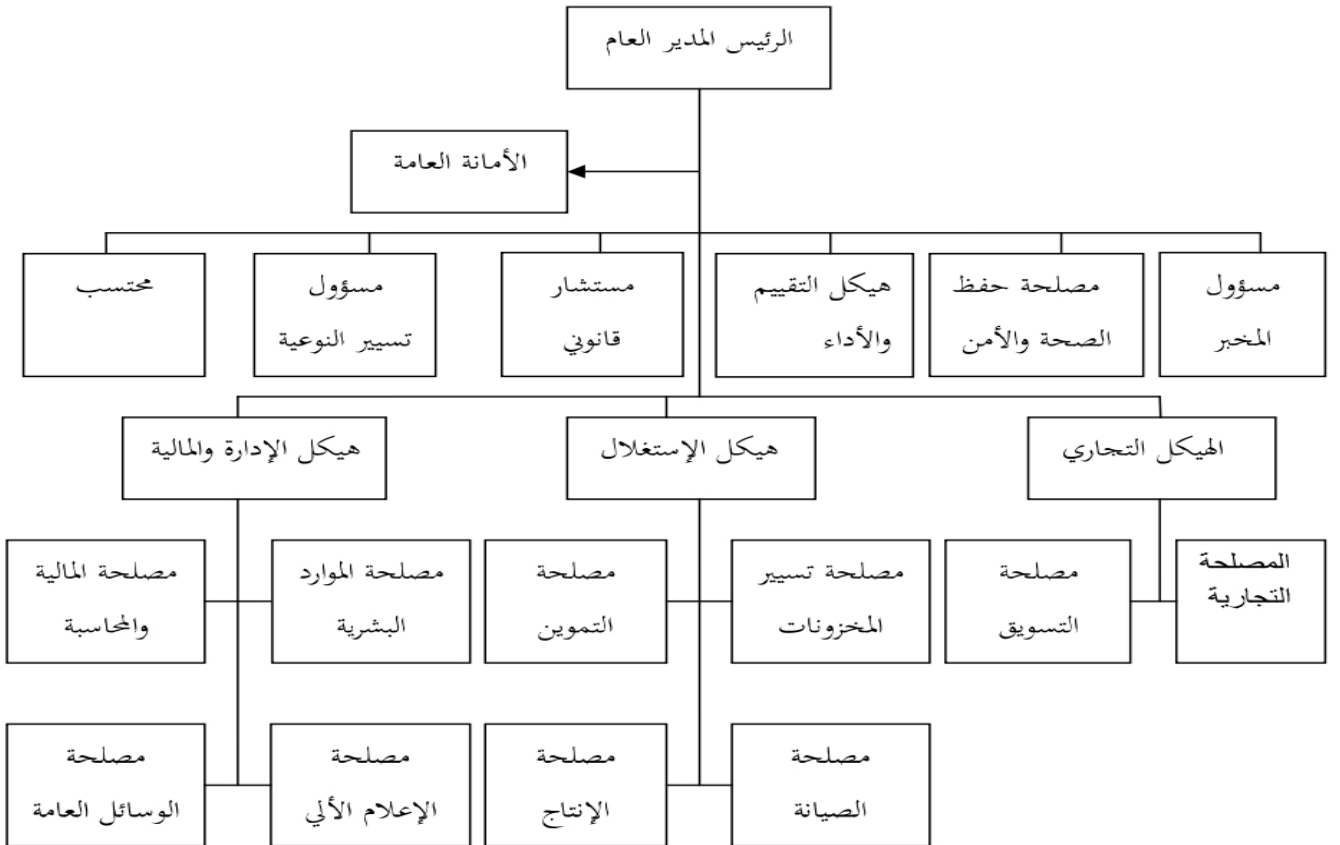 الرئيس المدير العام
الأمانة العامة
مسؤول
المخبر
مصلحة حفظ
الصحة والأمن
هيكل التقييم
والأداء
مستشار
قانوني
مسؤول
تسيير النوعية
محتسب
الهيكل التجاري
هيكل الإستغلال
هيكل الإدارة والمالية
المصلحة
التجارية
مصلحة
التسويق
مصلحة تسيير
المخزونات
مصلحة
التموين
مصلحة الموارد
البشرية
مصلحة المالية
والمحاسبة
مصلحة
الصيانة
مصلحة
الإنتاج
مصلحة
الإعلام الألي
مصلحة
الوسائل العامة